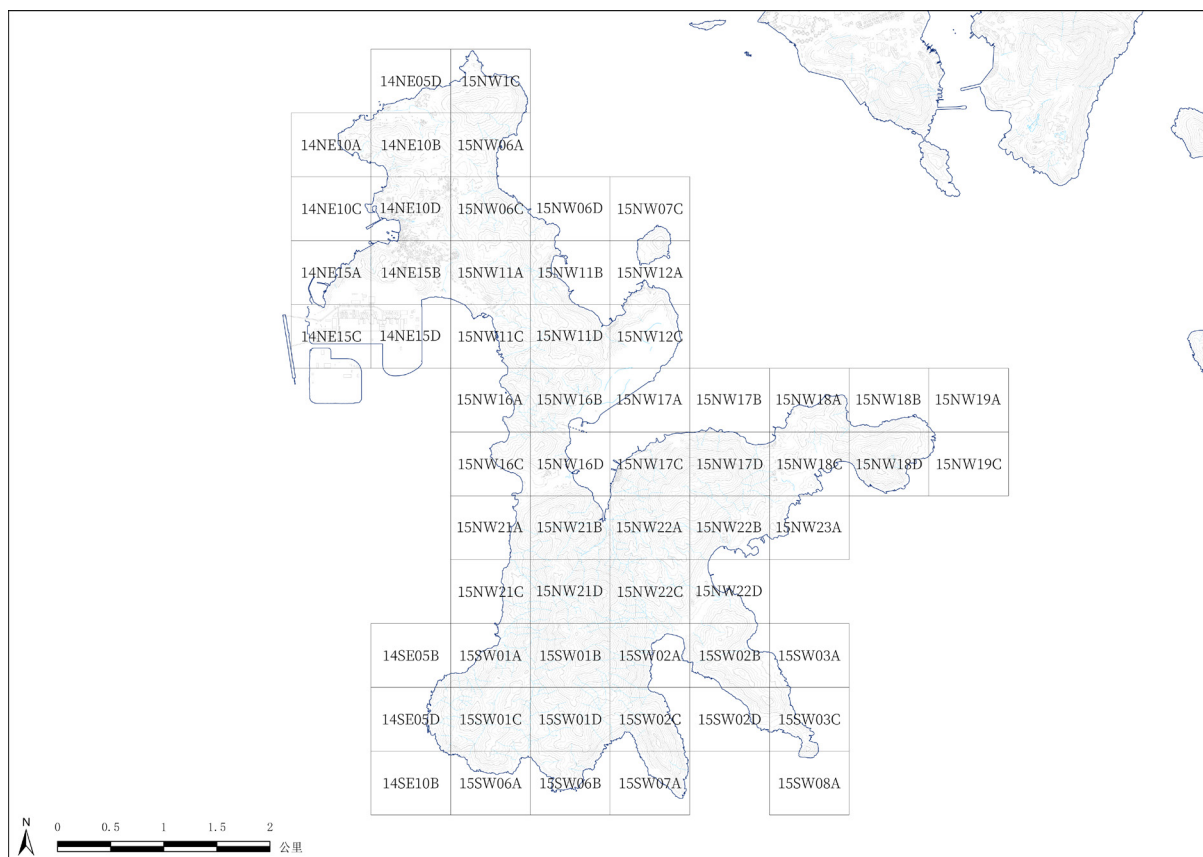 14NE05D 15NW1C
14NE10A 14NE10B 15NW06A
14NE10C 14NE10D 15NW06C 15NW06D 15NW07C
14NE15A 14NE15B 15NW11A 15NW11B 15NW12A
14NE15C 14NE15D 15NW11C 15NW11D 15NW12C
15NW16A 15NW16B 15NW17A 15NW17B 15NW18A 15NW18B 15NW19A
15NW16C 15NW16D 15NW17C 15NW17D 15NW18C 15NW18D 15NW19C
15NW21A 15NW21B 15NW22A 15NW22B 15NW23A
15NW21C 15NW21D 15NW22C 15NW22D
14SE05B 15SW01A 15SW01B 15SW02A 15SW02B 15SW03A
14SE05D 15SW01C 15SW01D 15SW02C 15SW02D 15SW03C
14SE10B 15SW06A 15SW06B 15SW07A 15SW08A
N 0 0.5 1 1.5 2
公里